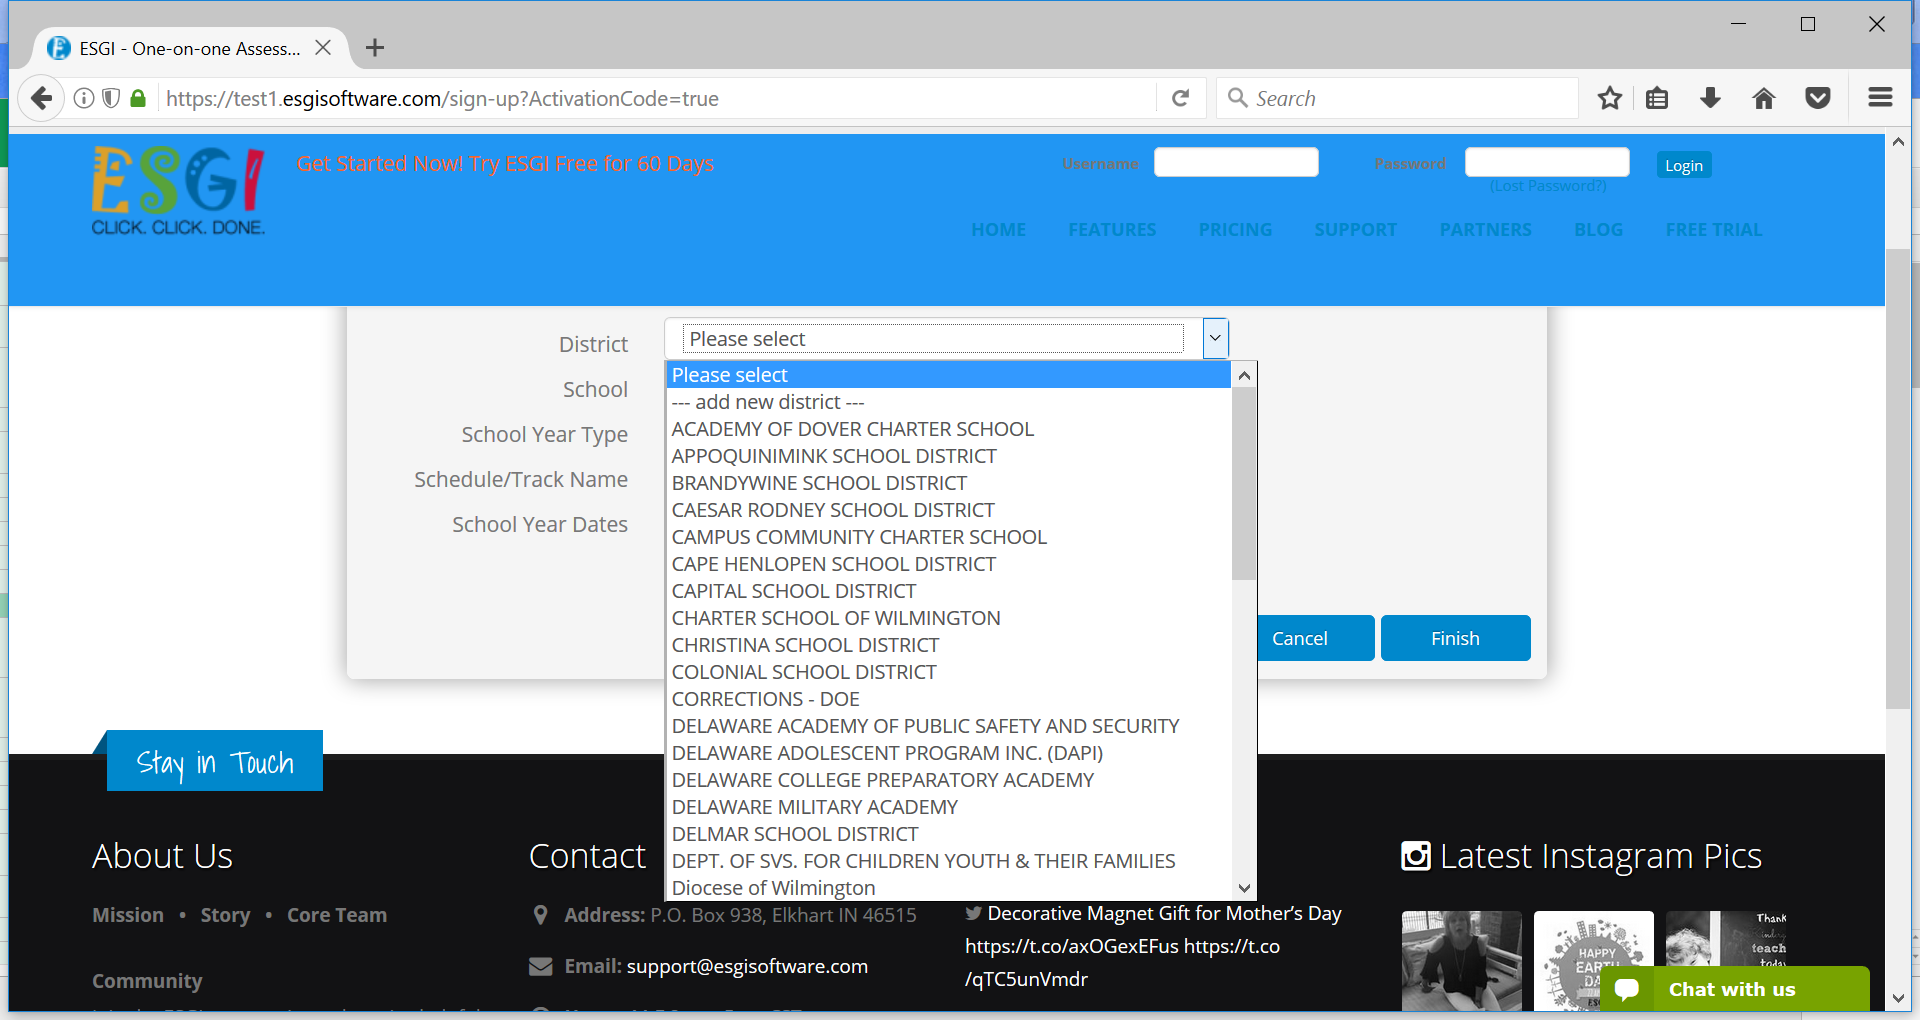 ESGI - One-on-one Assess...
https://test1.esgisoftware.com/sign-up?ActivationCode=true
Search
ESGI
CLICK. CLICK. DONE.
Get Started Now! Try ESGI Free for 60 Days
Username
Password
Login
(Lost Password?)
HOME FEATURES PRICING SUPPORT PARTNERS BLOG FREE TRIAL
District
Please select
School
School Year Type
Schedule/Track Name
School Year Dates
Please select
--- add new district ---
ACADEMY OF DOVER CHARTER SCHOOL
APPOQUINIMINK SCHOOL DISTRICT
BRANDYWINE SCHOOL DISTRICT
CAESAR RODNEY SCHOOL DISTRICT
CAMPUS COMMUNITY CHARTER SCHOOL
CAPE HENLOPEN SCHOOL DISTRICT
CAPITAL SCHOOL DISTRICT
CHARTER SCHOOL OF WILMINGTON
CHRISTINA SCHOOL DISTRICT
COLONIAL SCHOOL DISTRICT
CORRECTIONS - DOE
DELAWARE ACADEMY OF PUBLIC SAFETY AND SECURITY
DELAWARE ADOLESCENT PROGRAM INC. (DAPI)
DELAWARE COLLEGE PREPARATORY ACADEMY
DELAWARE MILITARY ACADEMY
DELMAR SCHOOL DISTRICT
DEPT. OF SVS. FOR CHILDREN YOUTH & THEIR FAMILIES
Diocese of Wilmington
Cancel
Finish
Stay in Touch
About Us
Mission • Story • Core Team
Community
Contact
Address: P.O. Box 938, Elkhart IN 46515
Email: support@esgisoftware.com
Decorative Magnet Gift for Mother's Day
https://t.co/axOGexEFus https://t.co
/qTC5unVmdr
Latest Instagram Pics
HAPPY
EARTH
Thank
teach
toda
Chat with us